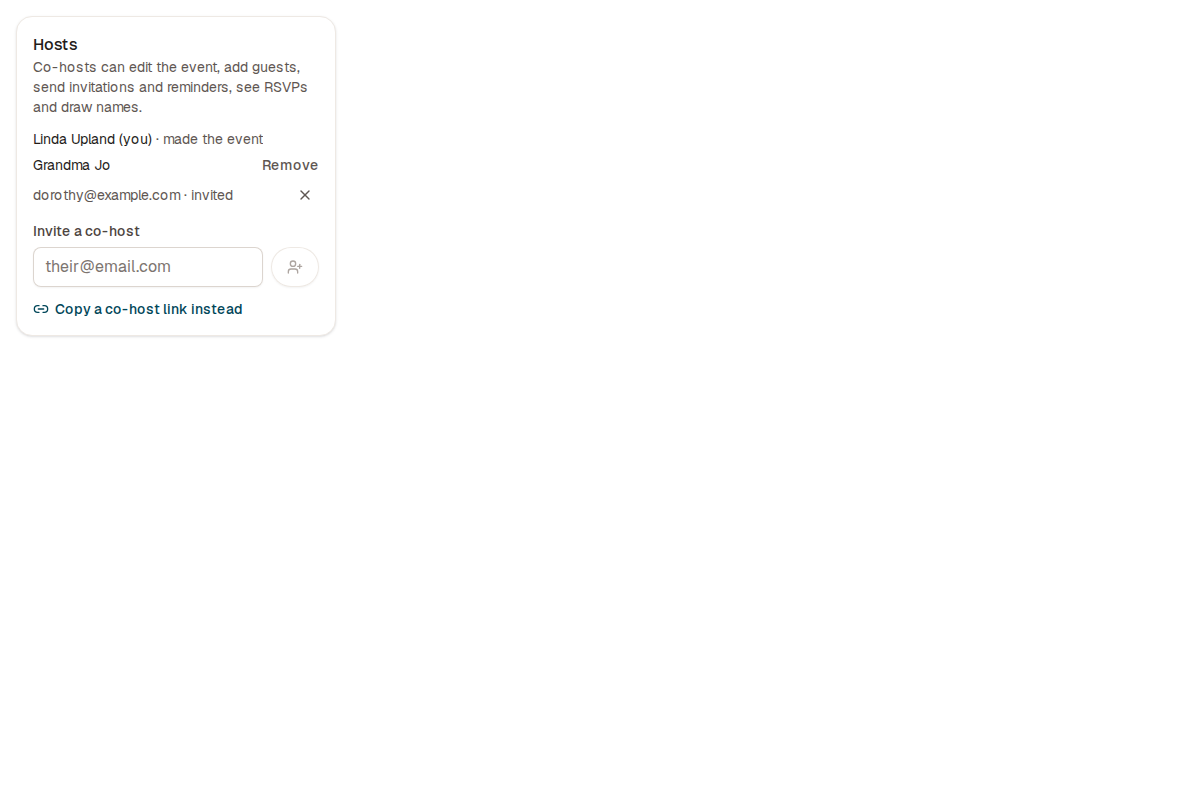 Hosts
Co-hosts can edit the event, add guests,
send invitations and reminders, see RSVPs
and draw names.
Linda Upland (you) · made the event
Grandma Jo Remove
dorothy@example.com · invited
Invite a co-host
their@email.com
Copy a co-host link instead